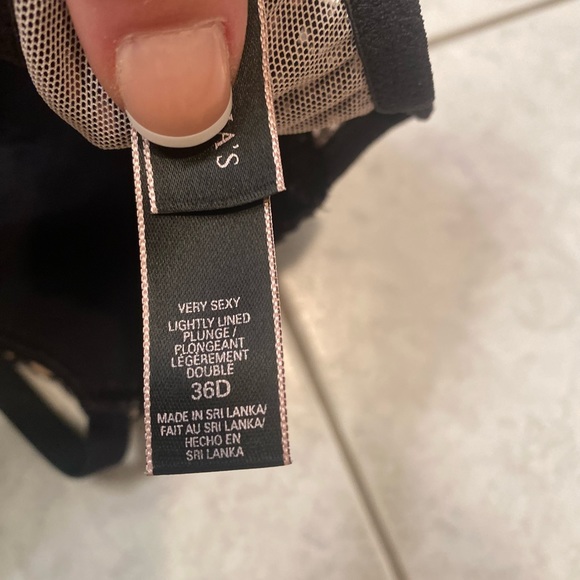 A'S
VERY SEXY
LIGHTLY LINED
PLUNGE/
PLONGEANT
LÉGÈREMENT
DOUBLE
36D
MADE IN SRI LANKA/
FAIT AU SRI LANKA/
HECHO EN
SRI LANKA